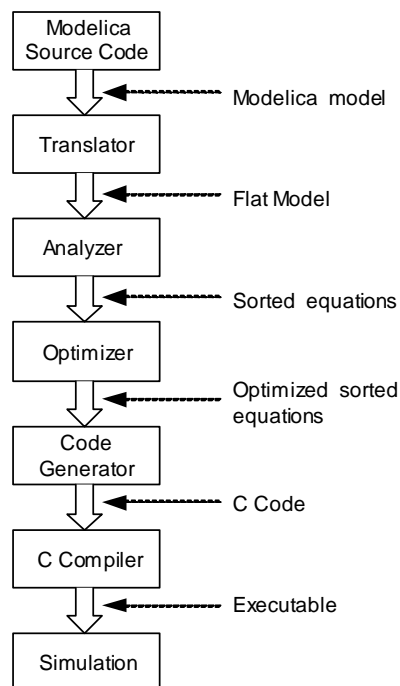 Modelica
Source Code
Modelica model
Translator
Flat Model
Analyzer
Sorted equations
Optimizer
Optimized sorted
equations
Code
Generator
C Code
C Compiler
Executable
Simulation